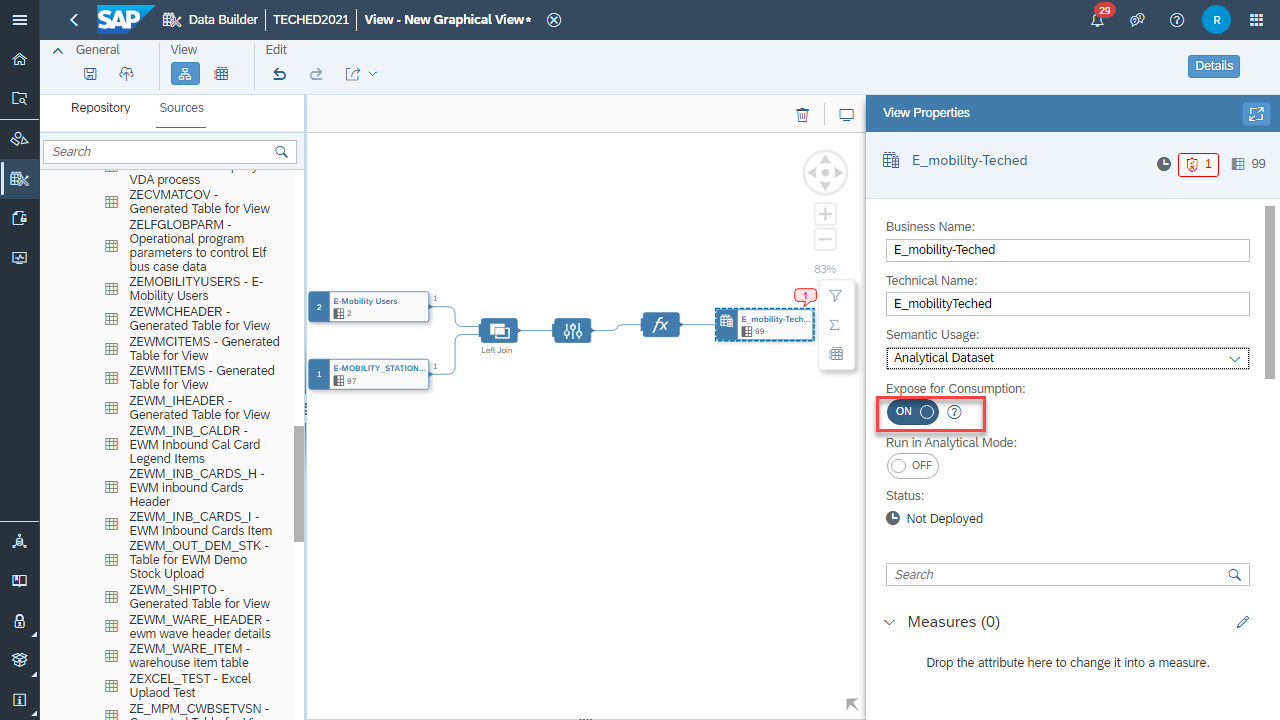 SAP
Data Builder
TECHED2021
View - New Graphical View*
29
R
General
View
Edit
Details
Repository
Sources
Search
VDA process
ZECVMATCOV -
Generated Table for View
ZELFGLOBPARM -
Operational program
parameters to control Elf
bus case data
ZEMOBILITYUSERS - E-
Mobility Users
ZEWMCHEADER -
Generated Table for View
ZEWMCITEMS - Generated
Table for View
ZEWMIITEMS - Generated
Table for View
ZEWM_IHEADER -
Generated Table for View
ZEWM_INB_CALDR -
EWM Inbound Cal Card
Legend Items
ZEWM_INB_CARDS_H -
EWM inbound Cards
Header
ZEWM_INB_CARDS_I -
EWM Inbound Cards Item
ZEWM_OUT_DEM_STK -
Table for EWM Demo
Stock Upload
ZEWM_SHIPTO -
Generated Table for View
ZEWM_WARE_HEADER -
ewm wave header details
ZEWM_WARE_ITEM -
warehouse item table
ZEXCEL_TEST - Excel
Uplaod Test
ZE_MPM_CWBSETVSN -
83%
2
E-Mobility Users
2
1
1
E-MOBILITY_STATION...
97
1
Left Join
fx
1
E_mobility-Tech...
99
Σ
View Properties
E_mobility-Teched
1
99
Business Name:
E_mobility-Teched
Technical Name:
E_mobilityTeched
Semantic Usage:
Analytical Dataset
Expose for Consumption:
ON
Run in Analytical Mode:
OFF
Status:
Not Deployed
Search
Measures (0)
Drop the attribute here to change it into a measure.